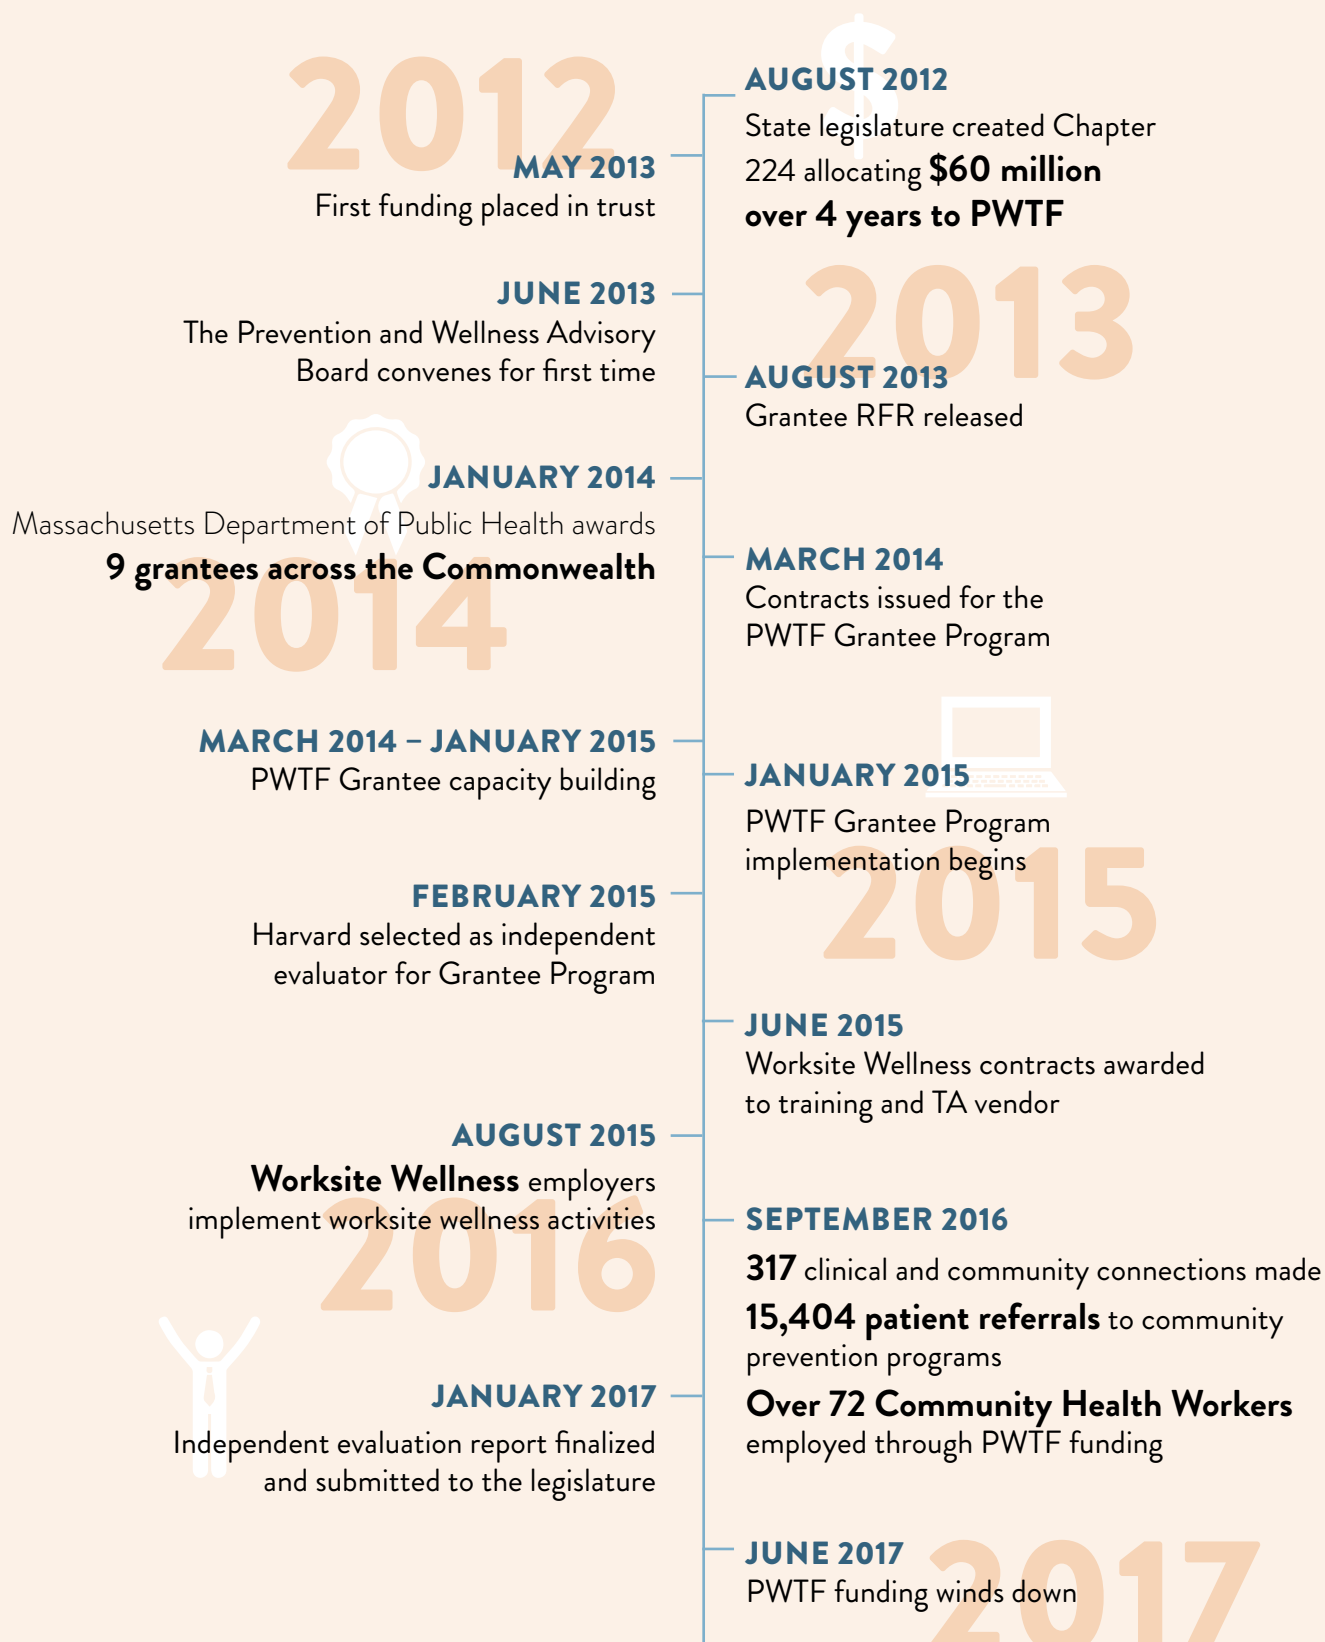 2012
AUGUST 2012
State legislature created Chapter
224 allocating $60 million
over 4 years to PWTF
MAY 2013
First funding placed in trust
2013
JUNE 2013
The Prevention and Wellness Advisory
Board convenes for first time
AUGUST 2013
Grantee RFR released
JANUARY 2014
Massachusetts Department of Public Health awards
9 grantees across the Commonwealth
2014
MARCH 2014
Contracts issued for the
PWTF Grantee Program
MARCH 2014 – JANUARY 2015
PWTF Grantee capacity building
JANUARY 2015
PWTF Grantee Program
implementation begins
2015
FEBRUARY 2015
Harvard selected as independent
evaluator for Grantee Program
JUNE 2015
Worksite Wellness contracts awarded
to training and TA vendor
AUGUST 2015
Worksite Wellness employers
implement worksite wellness activities
2016
SEPTEMBER 2016
317 clinical and community connections made
15,404 patient referrals to community
prevention programs
Over 72 Community Health Workers
employed through PWTF funding
JANUARY 2017
Independent evaluation report finalized
and submitted to the legislature
JUNE 2017
PWTF funding winds down
2017
$